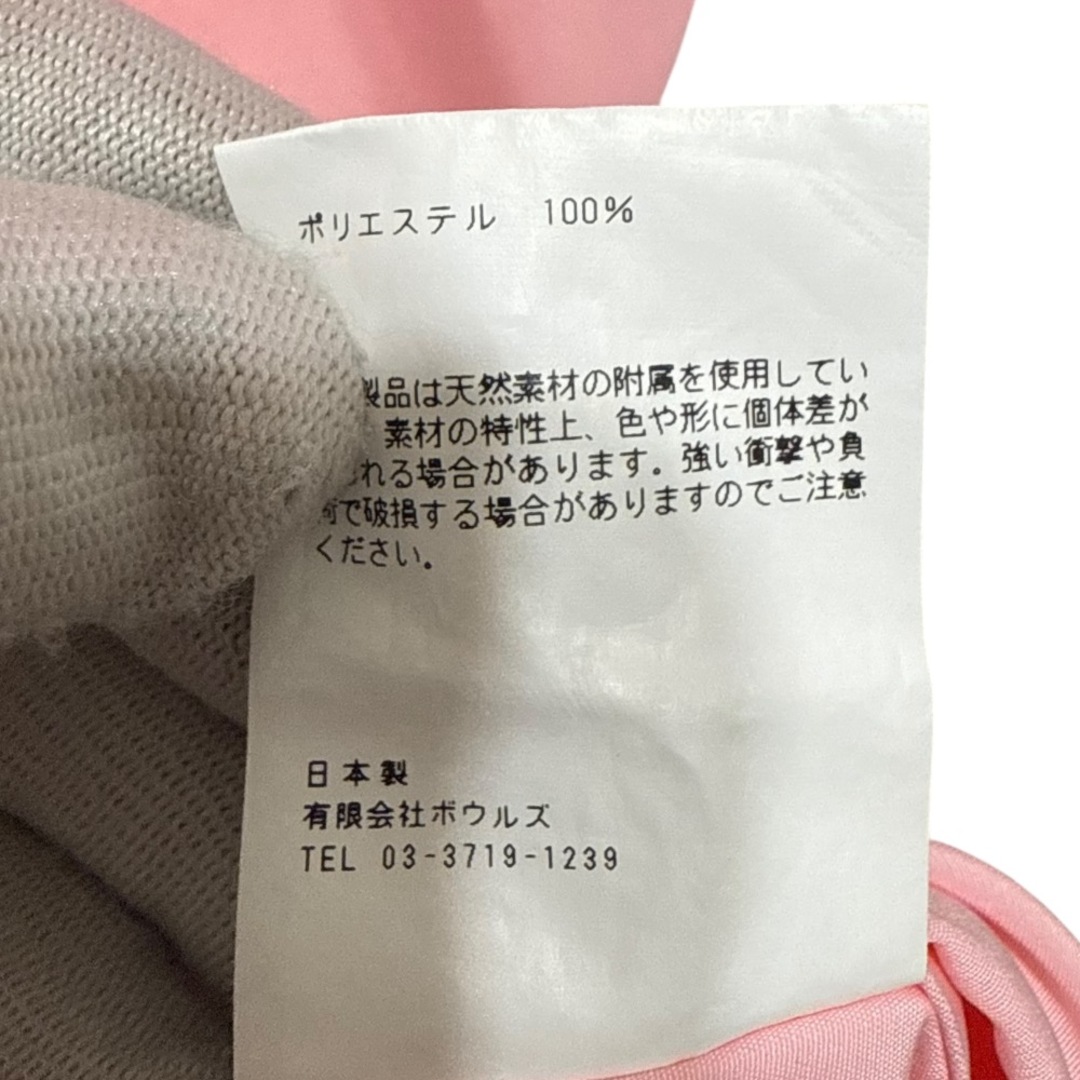 ポリエステル 100%
製品は天然素材の附属を使用してい
素材の特性上、色や形に個体差が
れる場合があります。強い衝撃や負
で破損する場合がありますのでご注意
ください。
日本製
有限会社ボウルズ
TEL 03-3719-1239